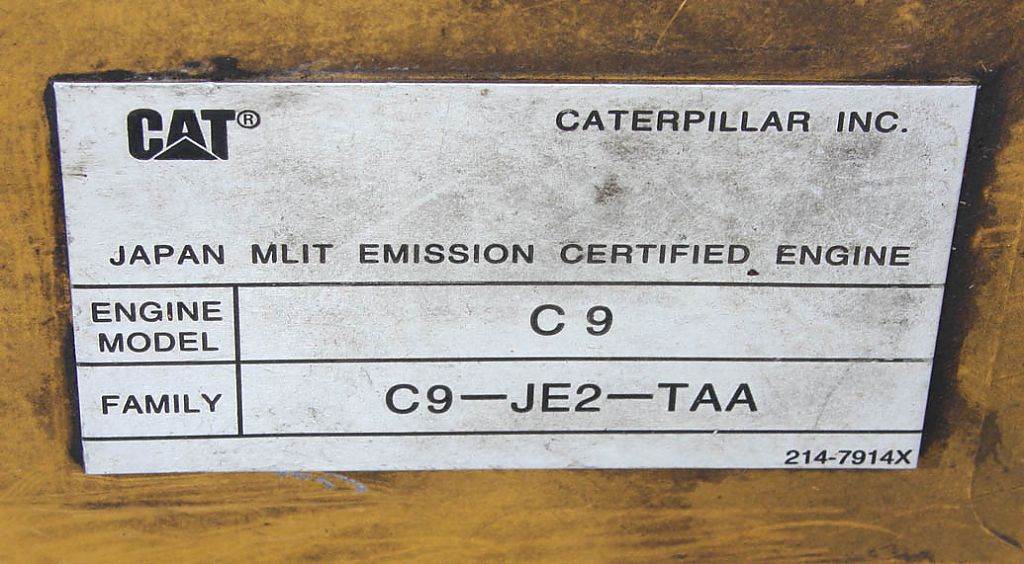 CAT® CATERPILLAR INC.
JAPAN MLIT EMISSION CERTIFIED ENGINE
ENGINE MODEL C 9
FAMILY C9-JE2-TAA
214-7914X